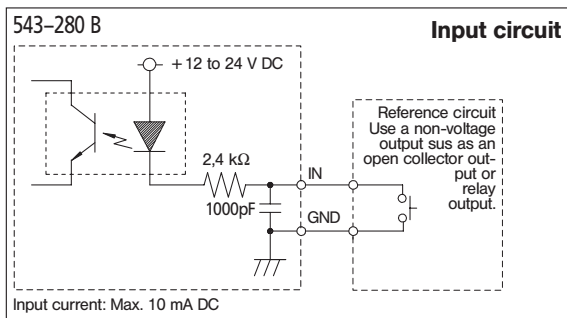 543–280 B
Input circuit
+12 to 24 V DC
Reference circuit
Use a non-voltage
output sus as an
open collector out-
put or
relay
output.
2,4 kΩ
IN
1000pF
GND
Input current: Max. 10 mA DC